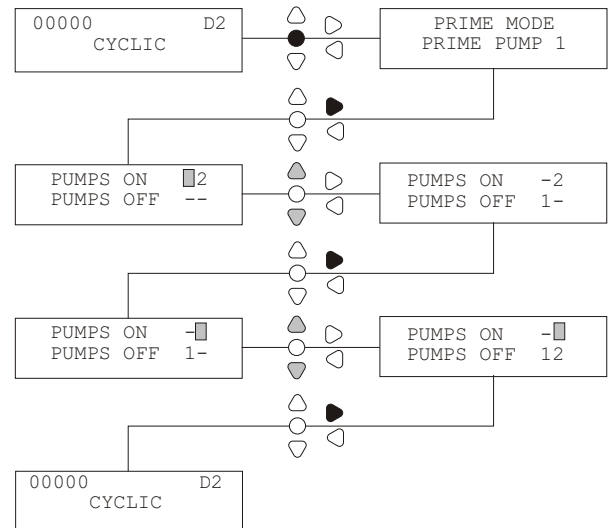 00000 D2
CYCLIC
PRIME MODE
PRIME PUMP 1
PUMPS ON 2
PUMPS OFF --
PUMPS ON -2
PUMPS OFF 1-
PUMPS ON -
PUMPS OFF 1-
PUMPS ON -
PUMPS OFF 12
00000 D2
CYCLIC